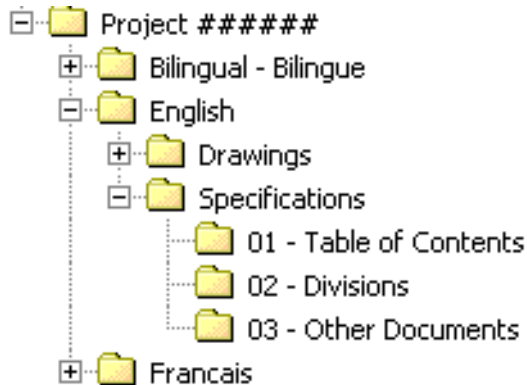 Project ######
Bilingual - Bilingue
English
Drawings
Specifications
01 - Table of Contents
02 - Divisions
03 - Other Documents
Francais